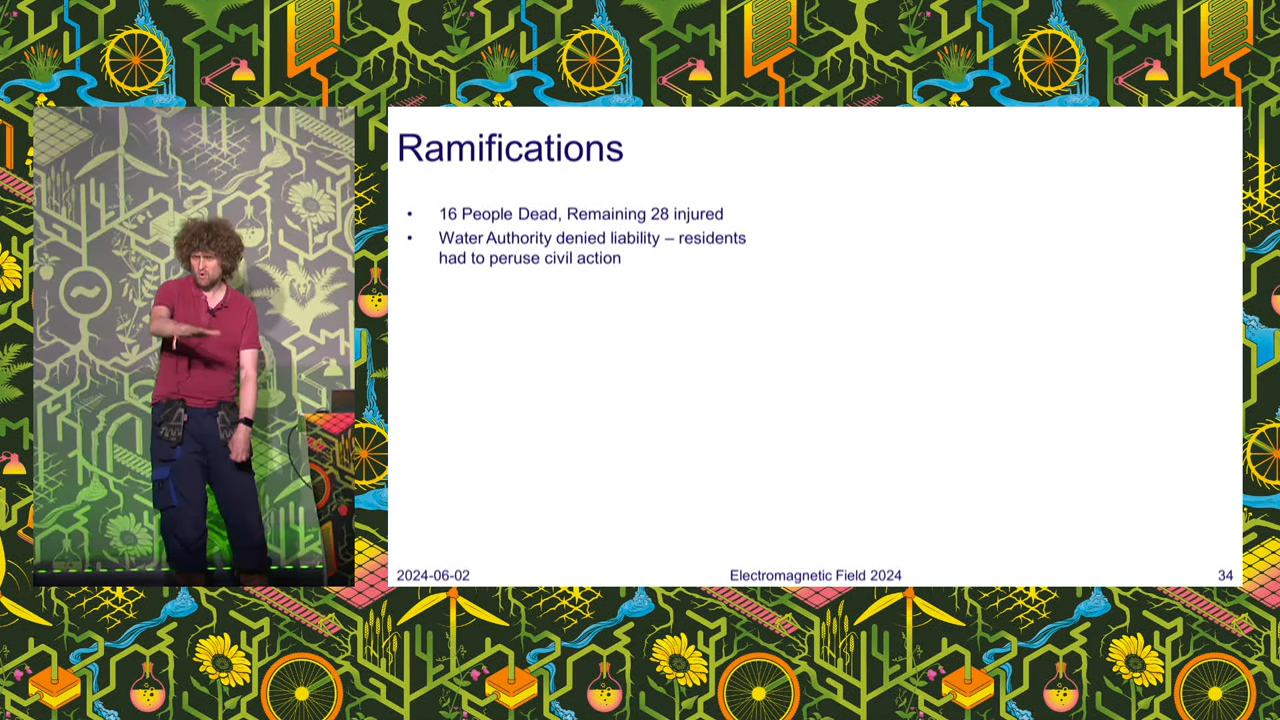 Ramifications
• 16 People Dead, Remaining 28 injured
• Water Authority denied liability – residents
had to peruse civil action
2024-06-02 Electromagnetic Field 2024 34